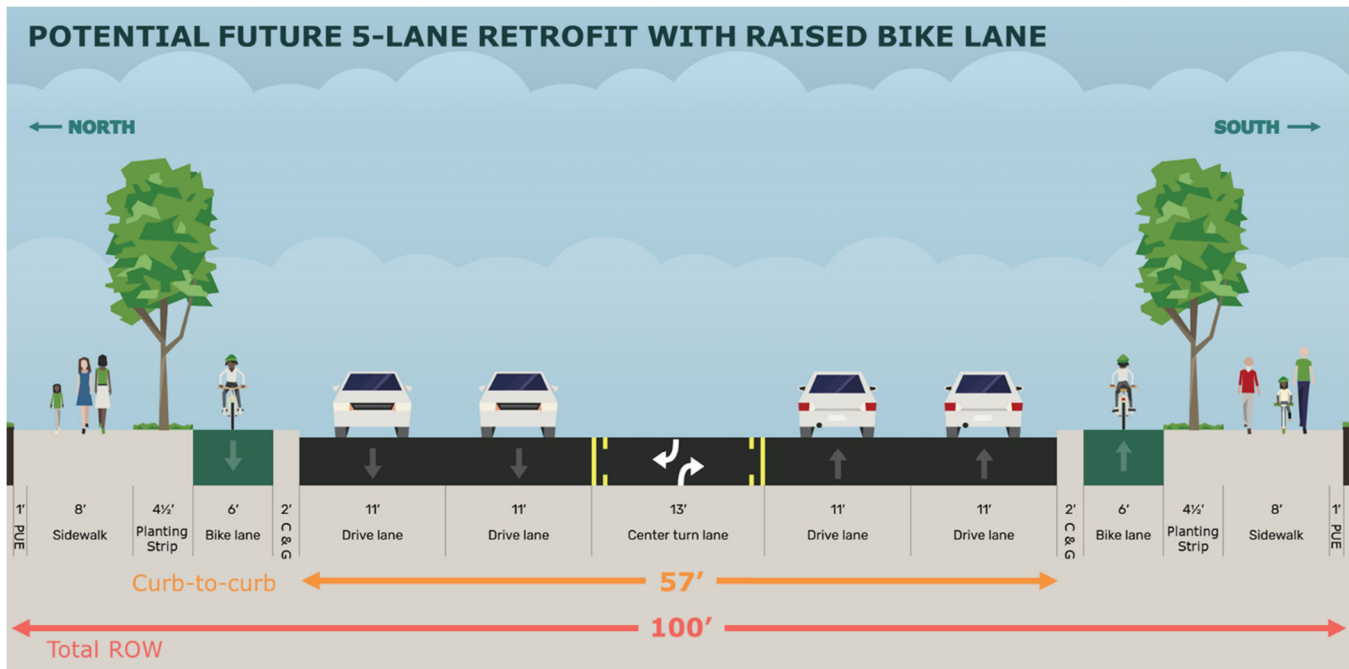 POTENTIAL FUTURE 5-LANE RETROFIT WITH RAISED BIKE LANE
NORTH
SOUTH
1' 8' 4½' 6' 2' 11' 11' 13' 11' 11' 2' 6' 4½' 8' 1'
PUE Sidewalk Planting Strip Bike lane C & G Drive lane Drive lane Center turn lane Drive lane Drive lane C & G Bike lane Planting Strip Sidewalk PUE
Curb-to-curb 57'
100'
Total ROW